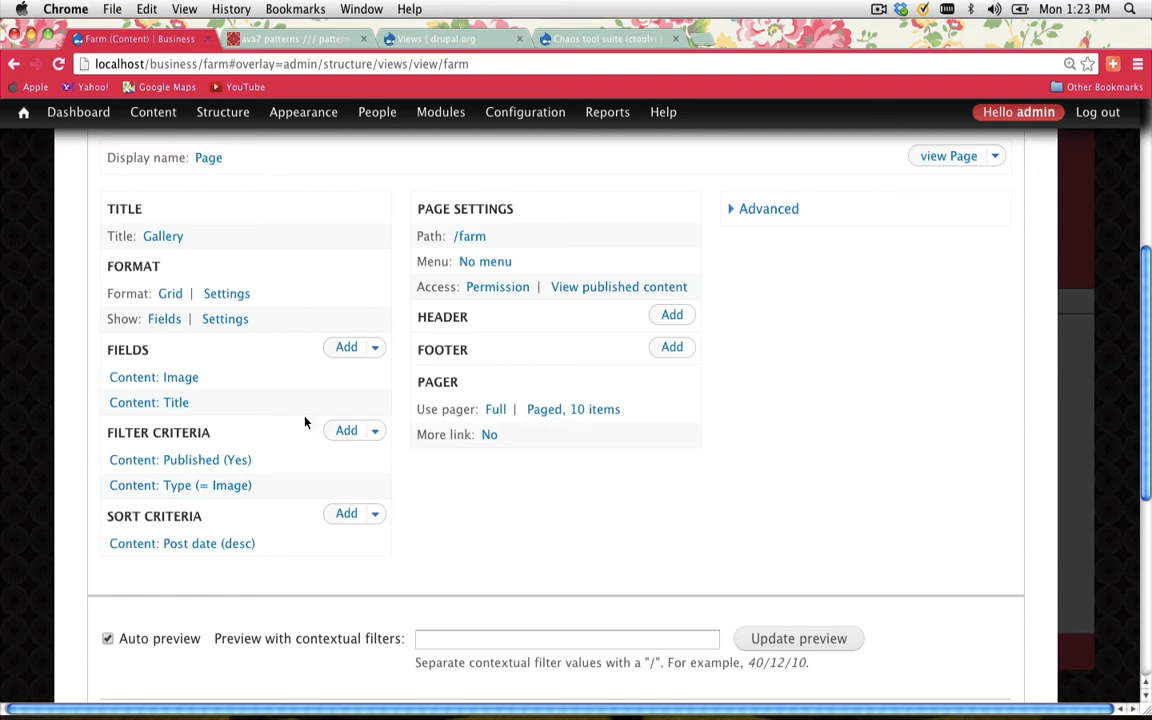 Chrome File Edit View History Bookmarks Window Help Mon 1:23 PM
Farm (Content) | Business ava7 patterns /// pattern Views | drupal.org Chaos tool suite (ctools)
localhost/business/farm#overlay=admin/structure/views/view/farm
Apple Yahoo! Google Maps YouTube Other Bookmarks
Dashboard Content Structure Appearance People Modules Configuration Reports Help Hello admin Log out
Display name: Page view Page
TITLE PAGE SETTINGS Advanced
Title: Gallery Path: /farm
FORMAT Menu: No menu
Format: Grid | Settings Access: Permission | View published content
Show: Fields | Settings HEADER Add
FIELDS Add FOOTER Add
Content: Image PAGER
Content: Title Use pager: Full | Paged, 10 items
FILTER CRITERIA Add More link: No
Content: Published (Yes)
Content: Type (= Image)
SORT CRITERIA Add
Content: Post date (desc)
Auto preview Preview with contextual filters: Update preview
Separate contextual filter values with a "/". For example, 40/12/10.